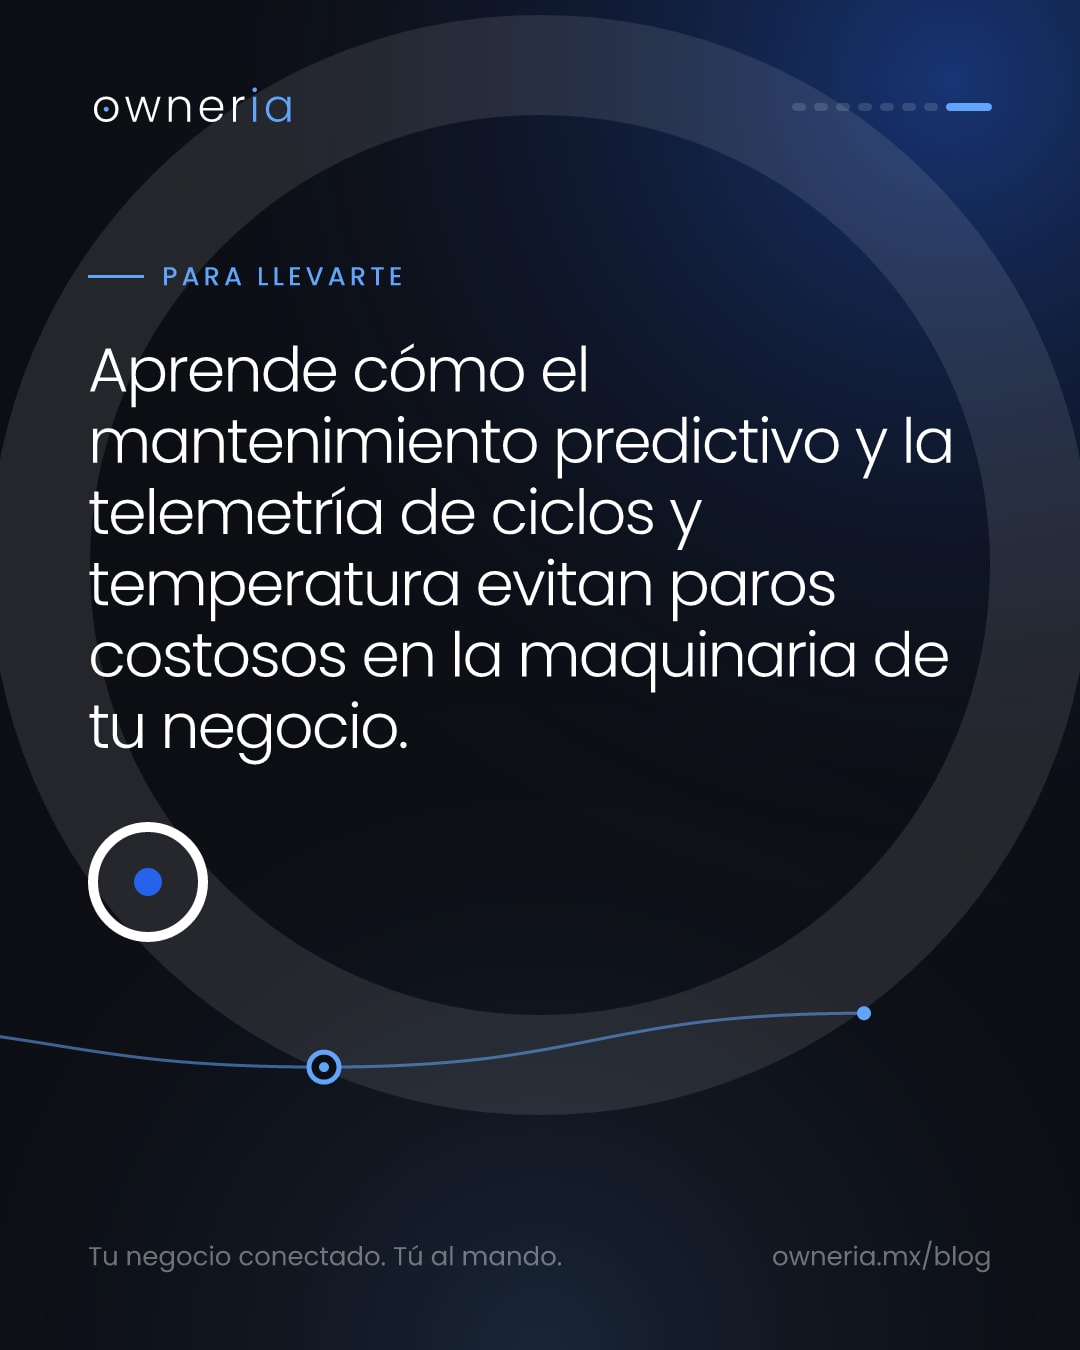 owneria
PARA LLEVARTE
Aprende cómo el
mantenimiento predictivo y la
telemetría de ciclos y
temperatura evitan paros
costosos en la maquinaria de
tu negocio.
Tu negocio conectado. Tú al mando.
owneria.mx/blog